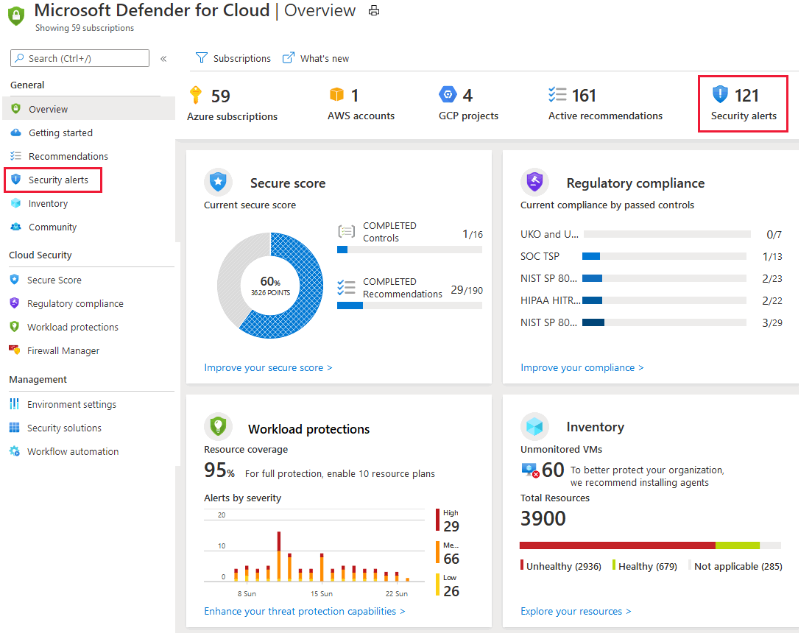 Microsoft Defender for Cloud | Overview
Showing 59 subscriptions
Search (Ctrl+/)
«
Subscriptions
What's new
General
Overview
Getting started
Recommendations
Security alerts
Inventory
Community
Cloud Security
Secure Score
Regulatory compliance
Workload protections
Firewall Manager
Management
Environment settings
Security solutions
Workflow automation
59
Azure subscriptions
1
AWS accounts
4
GCP projects
161
Active recommendations
121
Security alerts
Secure score
Current secure score
60%
3626 POINTS
COMPLETED
Controls
1/16
COMPLETED
Recommendations
29/190
Improve your secure score >
Regulatory compliance
Current compliance by passed controls
UKO and U...
0/7
SOC TSP
1/13
NIST SP 80...
2/23
HIPAA HITR...
2/22
NIST SP 80...
3/29
Improve your compliance >
Workload protections
Resource coverage
95%
For full protection, enable 10 resource plans
Alerts by severity
20
10
0
8 Sun
15 Sun
22 Sun
High
29
Me...
66
Low
26
Enhance your threat protection capabilities >
Inventory
Unmonitored VMs
60
To better protect your organization,
we recommend installing agents
Total Resources
3900
Unhealthy (2936)
Healthy (679)
Not applicable (285)
Explore your resources >